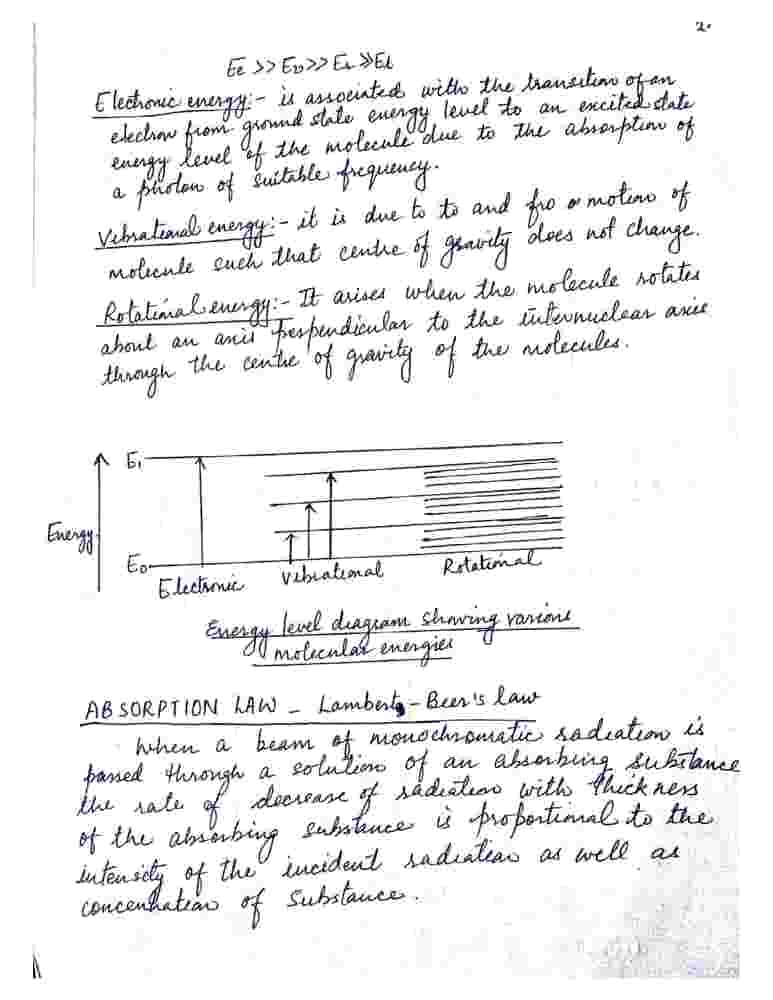 2.
Ee >> Ev >> Er >> Et
Electronic energy:- is associated with the transition of an
electron from ground state energy level to an excited state
energy level of the molecule due to the absorption of
a photon of suitable frequency.
Vibrational energy:- it is due to to and fro motion of
molecule such that centre of gravity does not change.
Rotational energy:- It arises when the molecule rotates
about an axis perpendicular to the internuclear axis
through the centre of gravity of the molecules.
E1
Energy
E0
Electronic Vibrational Rotational
Energy level diagram showing various
molecular energies
ABSORPTION LAW - Lambert-Beer's law
When a beam of monochromatic radiation is
passed through a solution of an absorbing substance
the rate of decrease of radiation with thickness
of the absorbing substance is proportional to the
intensity of the incident radiation as well as
concentration of substance.